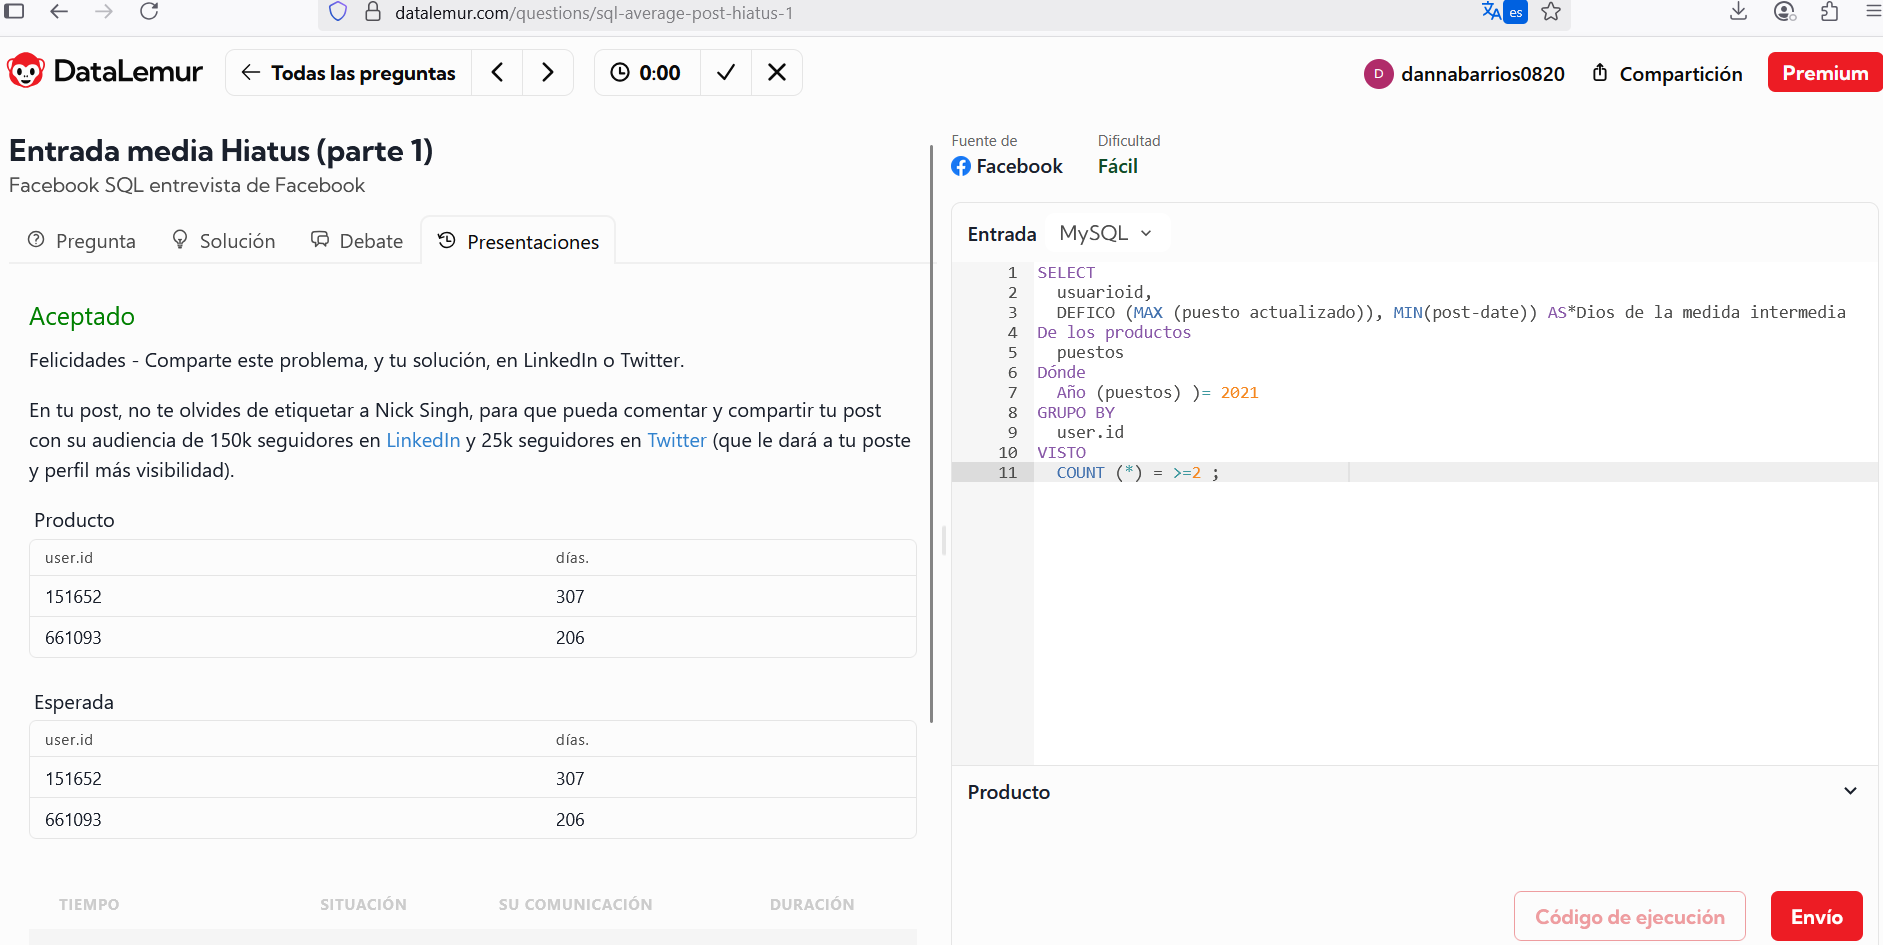 datalemur.com/questions/sql-average-post-hiatus-1
es
DataLemur
Todas las preguntas
0:00
D
dannabarrios0820
Compartición
Premium
Entrada media Hiatus (parte 1)
Facebook SQL entrevista de Facebook
Pregunta
Solución
Debate
Presentaciones
Aceptado
Felicidades - Comparte este problema, y tu solución, en LinkedIn o Twitter.
En tu post, no te olvides de etiquetar a Nick Singh, para que pueda comentar y compartir tu post
con su audiencia de 150k seguidores en LinkedIn y 25k seguidores en Twitter (que le dará a tu poste
y perfil más visibilidad).
Producto
user.id días.
151652 307
661093 206
Esperada
user.id días.
151652 307
661093 206
TIEMPO SITUACIÓN SU COMUNICACIÓN DURACIÓN
Fuente de
Facebook
Dificultad
Fácil
Entrada
MySQL
1 SELECT
2 usuarioid,
3 DEFICO (MAX (puesto actualizado)), MIN(post-date)) AS*Dios de la medida intermedia
4 De los productos
5 puestos
6 Dónde
7 Año (puestos) )= 2021
8 GRUPO BY
9 user.id
10 VISTO
11 COUNT (*) = >=2 ;
Producto
Código de ejecución
Envío